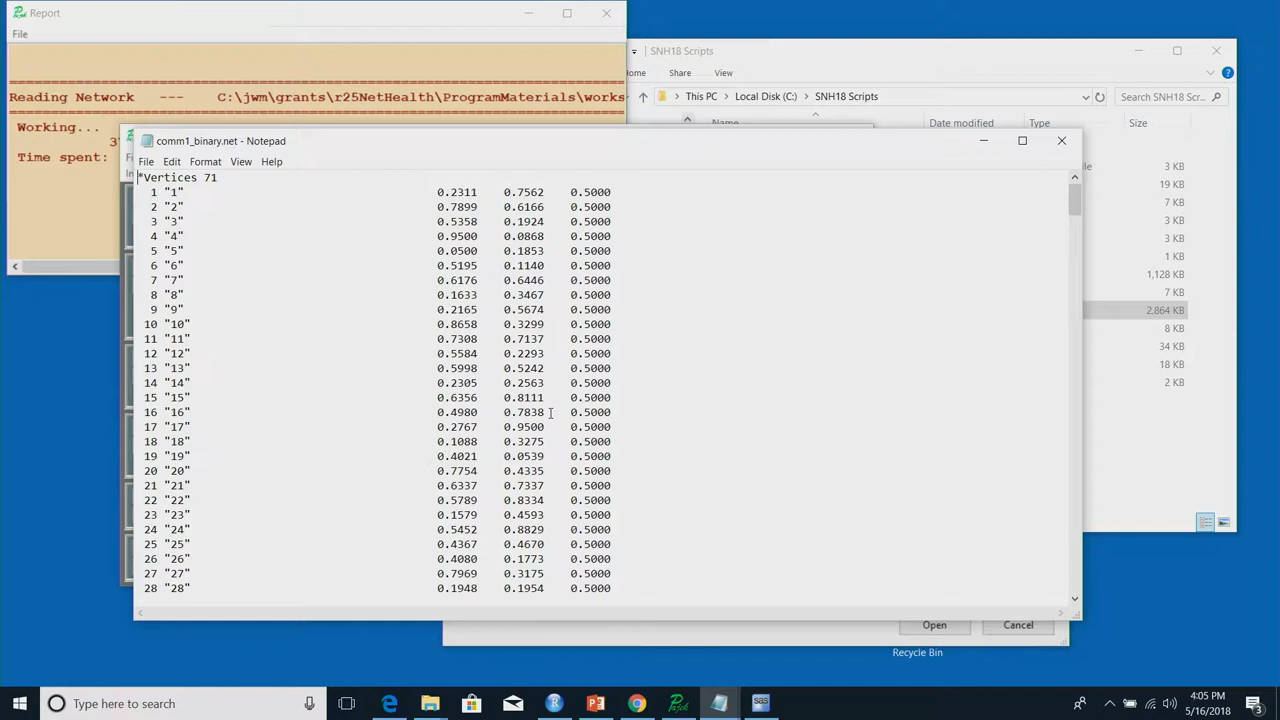 Report
File
Reading Network --- C:\jwm\grants\r25NetHealth\ProgramMaterials\works
Working...
Time spent:
SNH18 Scripts
Home Share View
This PC Local Disk (C:) SNH18 Scripts Search SNH18 Scr...
Name Date modified Type Size
3 KB
19 KB
7 KB
3 KB
3 KB
1 KB
1,128 KB
7 KB
2,864 KB
8 KB
34 KB
18 KB
2 KB
comm1_binary.net - Notepad
File Edit Format View Help
*Vertices 71
1 "1" 0.2311 0.7562 0.5000
2 "2" 0.7899 0.6166 0.5000
3 "3" 0.5358 0.1924 0.5000
4 "4" 0.9500 0.0868 0.5000
5 "5" 0.0500 0.1853 0.5000
6 "6" 0.5195 0.1140 0.5000
7 "7" 0.6176 0.6446 0.5000
8 "8" 0.1633 0.3467 0.5000
9 "9" 0.2165 0.5674 0.5000
10 "10" 0.8658 0.3299 0.5000
11 "11" 0.7308 0.7137 0.5000
12 "12" 0.5584 0.2293 0.5000
13 "13" 0.5998 0.5242 0.5000
14 "14" 0.2305 0.2563 0.5000
15 "15" 0.6356 0.8111 0.5000
16 "16" 0.4980 0.7838 0.5000
17 "17" 0.2767 0.9500 0.5000
18 "18" 0.1088 0.3275 0.5000
19 "19" 0.4021 0.0539 0.5000
20 "20" 0.7754 0.4335 0.5000
21 "21" 0.6337 0.7337 0.5000
22 "22" 0.5789 0.8334 0.5000
23 "23" 0.1579 0.4593 0.5000
24 "24" 0.5452 0.8829 0.5000
25 "25" 0.4367 0.4670 0.5000
26 "26" 0.4080 0.1773 0.5000
27 "27" 0.7969 0.3175 0.5000
28 "28" 0.1948 0.1954 0.5000
Open Cancel
Recycle Bin
Type here to search
4:05 PM
5/16/2018